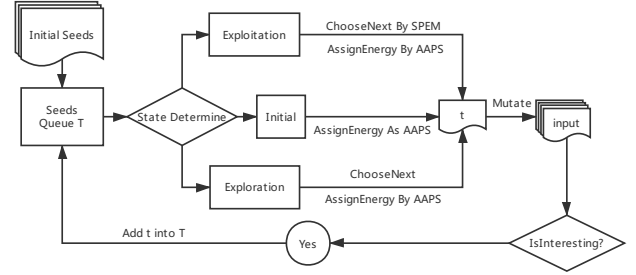 Initial Seeds
Exploitation
ChooseNext By SPEM
AssignEnergy By AAPS
Seeds
Queue T
State Determine
Initial
AssignEnergy As AAPS
t
Mutate
input
Exploration
ChooseNext
AssignEnergy By AAPS
Add t into T
Yes
IsInteresting?